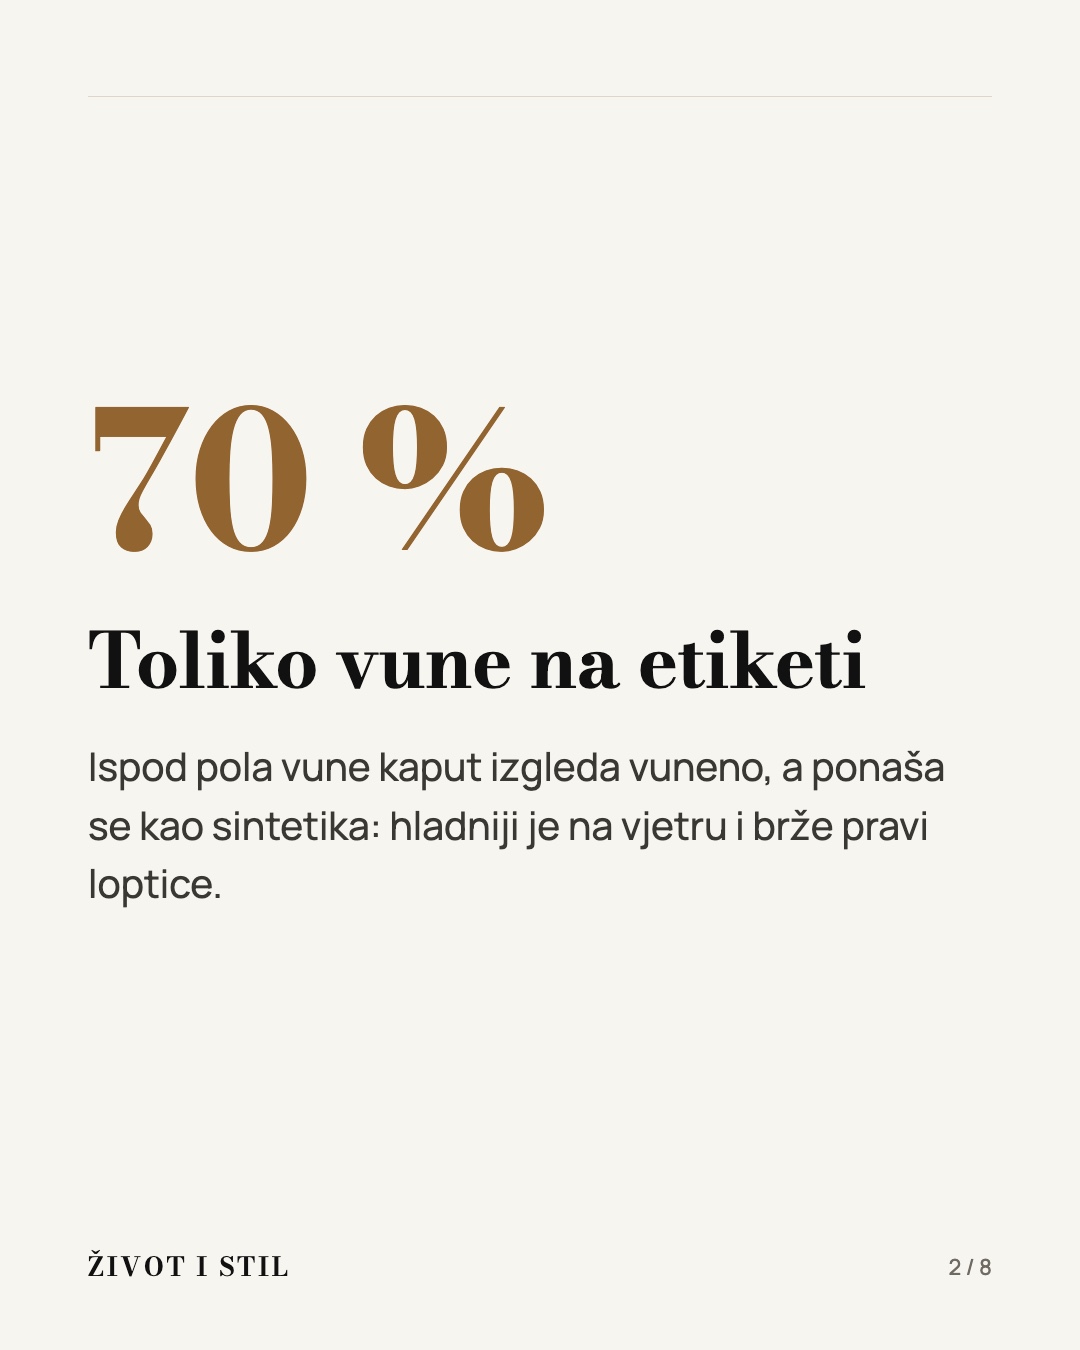 70 %
Toliko vune na etiketi
Ispod pola vune kaput izgleda vuneno, a ponaša
se kao sintetika: hladniji je na vjetru i brže pravi
loptice.
ŽIVOT I STIL
2 / 8